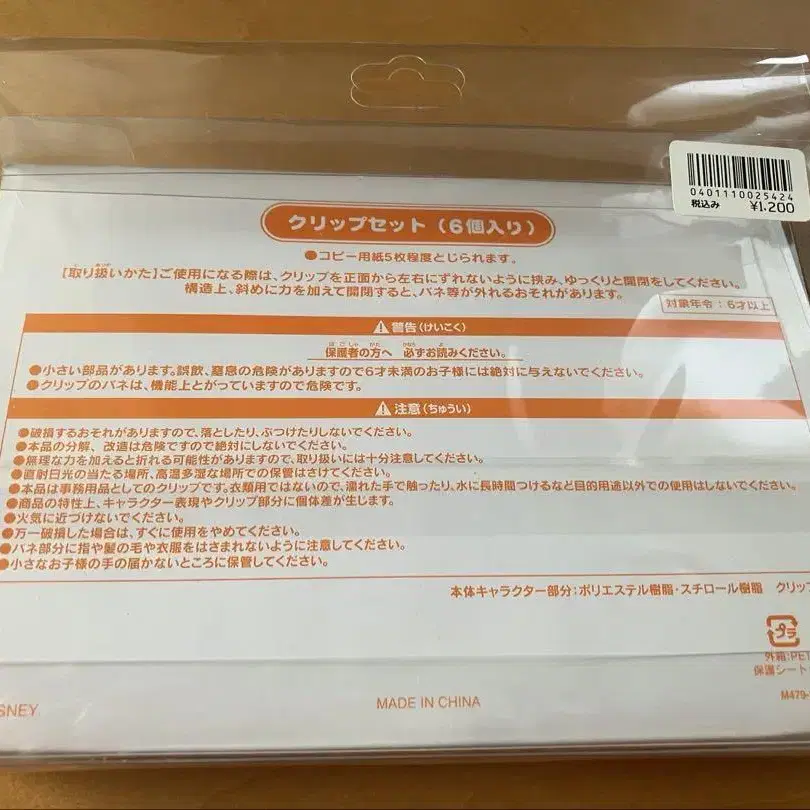 0401110025424
税込み ¥1,200
クリップセット（6個入り）
●コピー用紙5枚程度とじられます。
【取り扱いかた】ご使用になる際は、クリップを正面から左右にずれないように挟み、ゆっくりと開閉をしてください。
構造上、斜めに力を加えて開閉すると、バネ等が外れるおそれがあります。
対象年令：6才以上
警告（けいこく）
保護者の方へ 必ずお読みください。
●小さい部品があります。誤飲、窒息の危険がありますので6才未満のお子様には絶対に与えないでください。
●クリップのバネは、機能上とがっていますので危険です。
注意（ちゅうい）
●破損するおそれがありますので、落としたり、ぶつけたりしないでください。
●本品の分解、改造は危険ですので絶対にしないでください。
●無理な力を加えると折れる可能性がありますので、取り扱いには十分注意してください。
●直射日光の当たる場所、高温多湿な場所での保管はさけてください。
●本品は事務用品としてのクリップです。衣類用ではないので、濡れた手で触ったり、水に長時間つけるなど目的用途以外での使用はしないでください。
●商品の特性上、キャラクター表現やクリップ部分に個体差が生じます。
●火気に近づけないでください。
●万一破損した場合は、すぐに使用をやめてください。
●バネ部分に指や髪の毛や衣服をはさまれないように注意してください。
●小さなお子様の手の届かないところに保管してください。
本体キャラクター部分：ポリエステル樹脂・スチロール樹脂 クリップ
プラ
外箱：PET
保護シート
SNEY
MADE IN CHINA
M479-